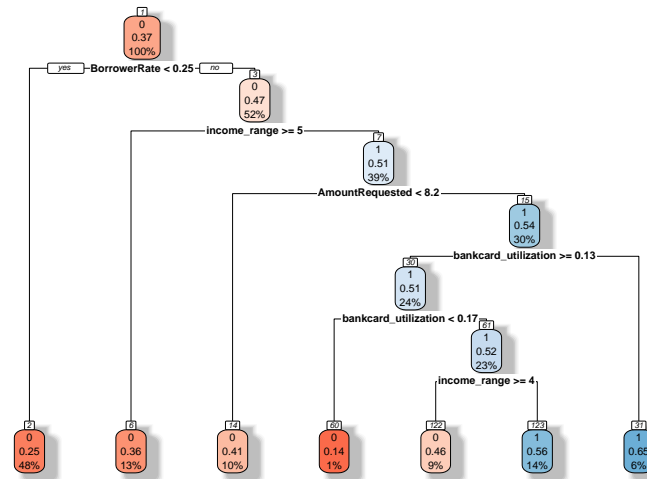 1
0
0.37
100%
yes BorrowerRate < 0.25 no
3
0
0.47
52%
income_range >= 5
7
1
0.51
39%
AmountRequested < 8.2
15
1
0.54
30%
bankcard_utilization >= 0.13
30
1
0.51
24%
bankcard_utilization < 0.17
61
1
0.52
23%
income_range >= 4
2 6 14 60 122 123 31
0 0 0 0 0 1 1
0.25 0.36 0.41 0.14 0.46 0.56 0.65
48% 13% 10% 1% 9% 14% 6%